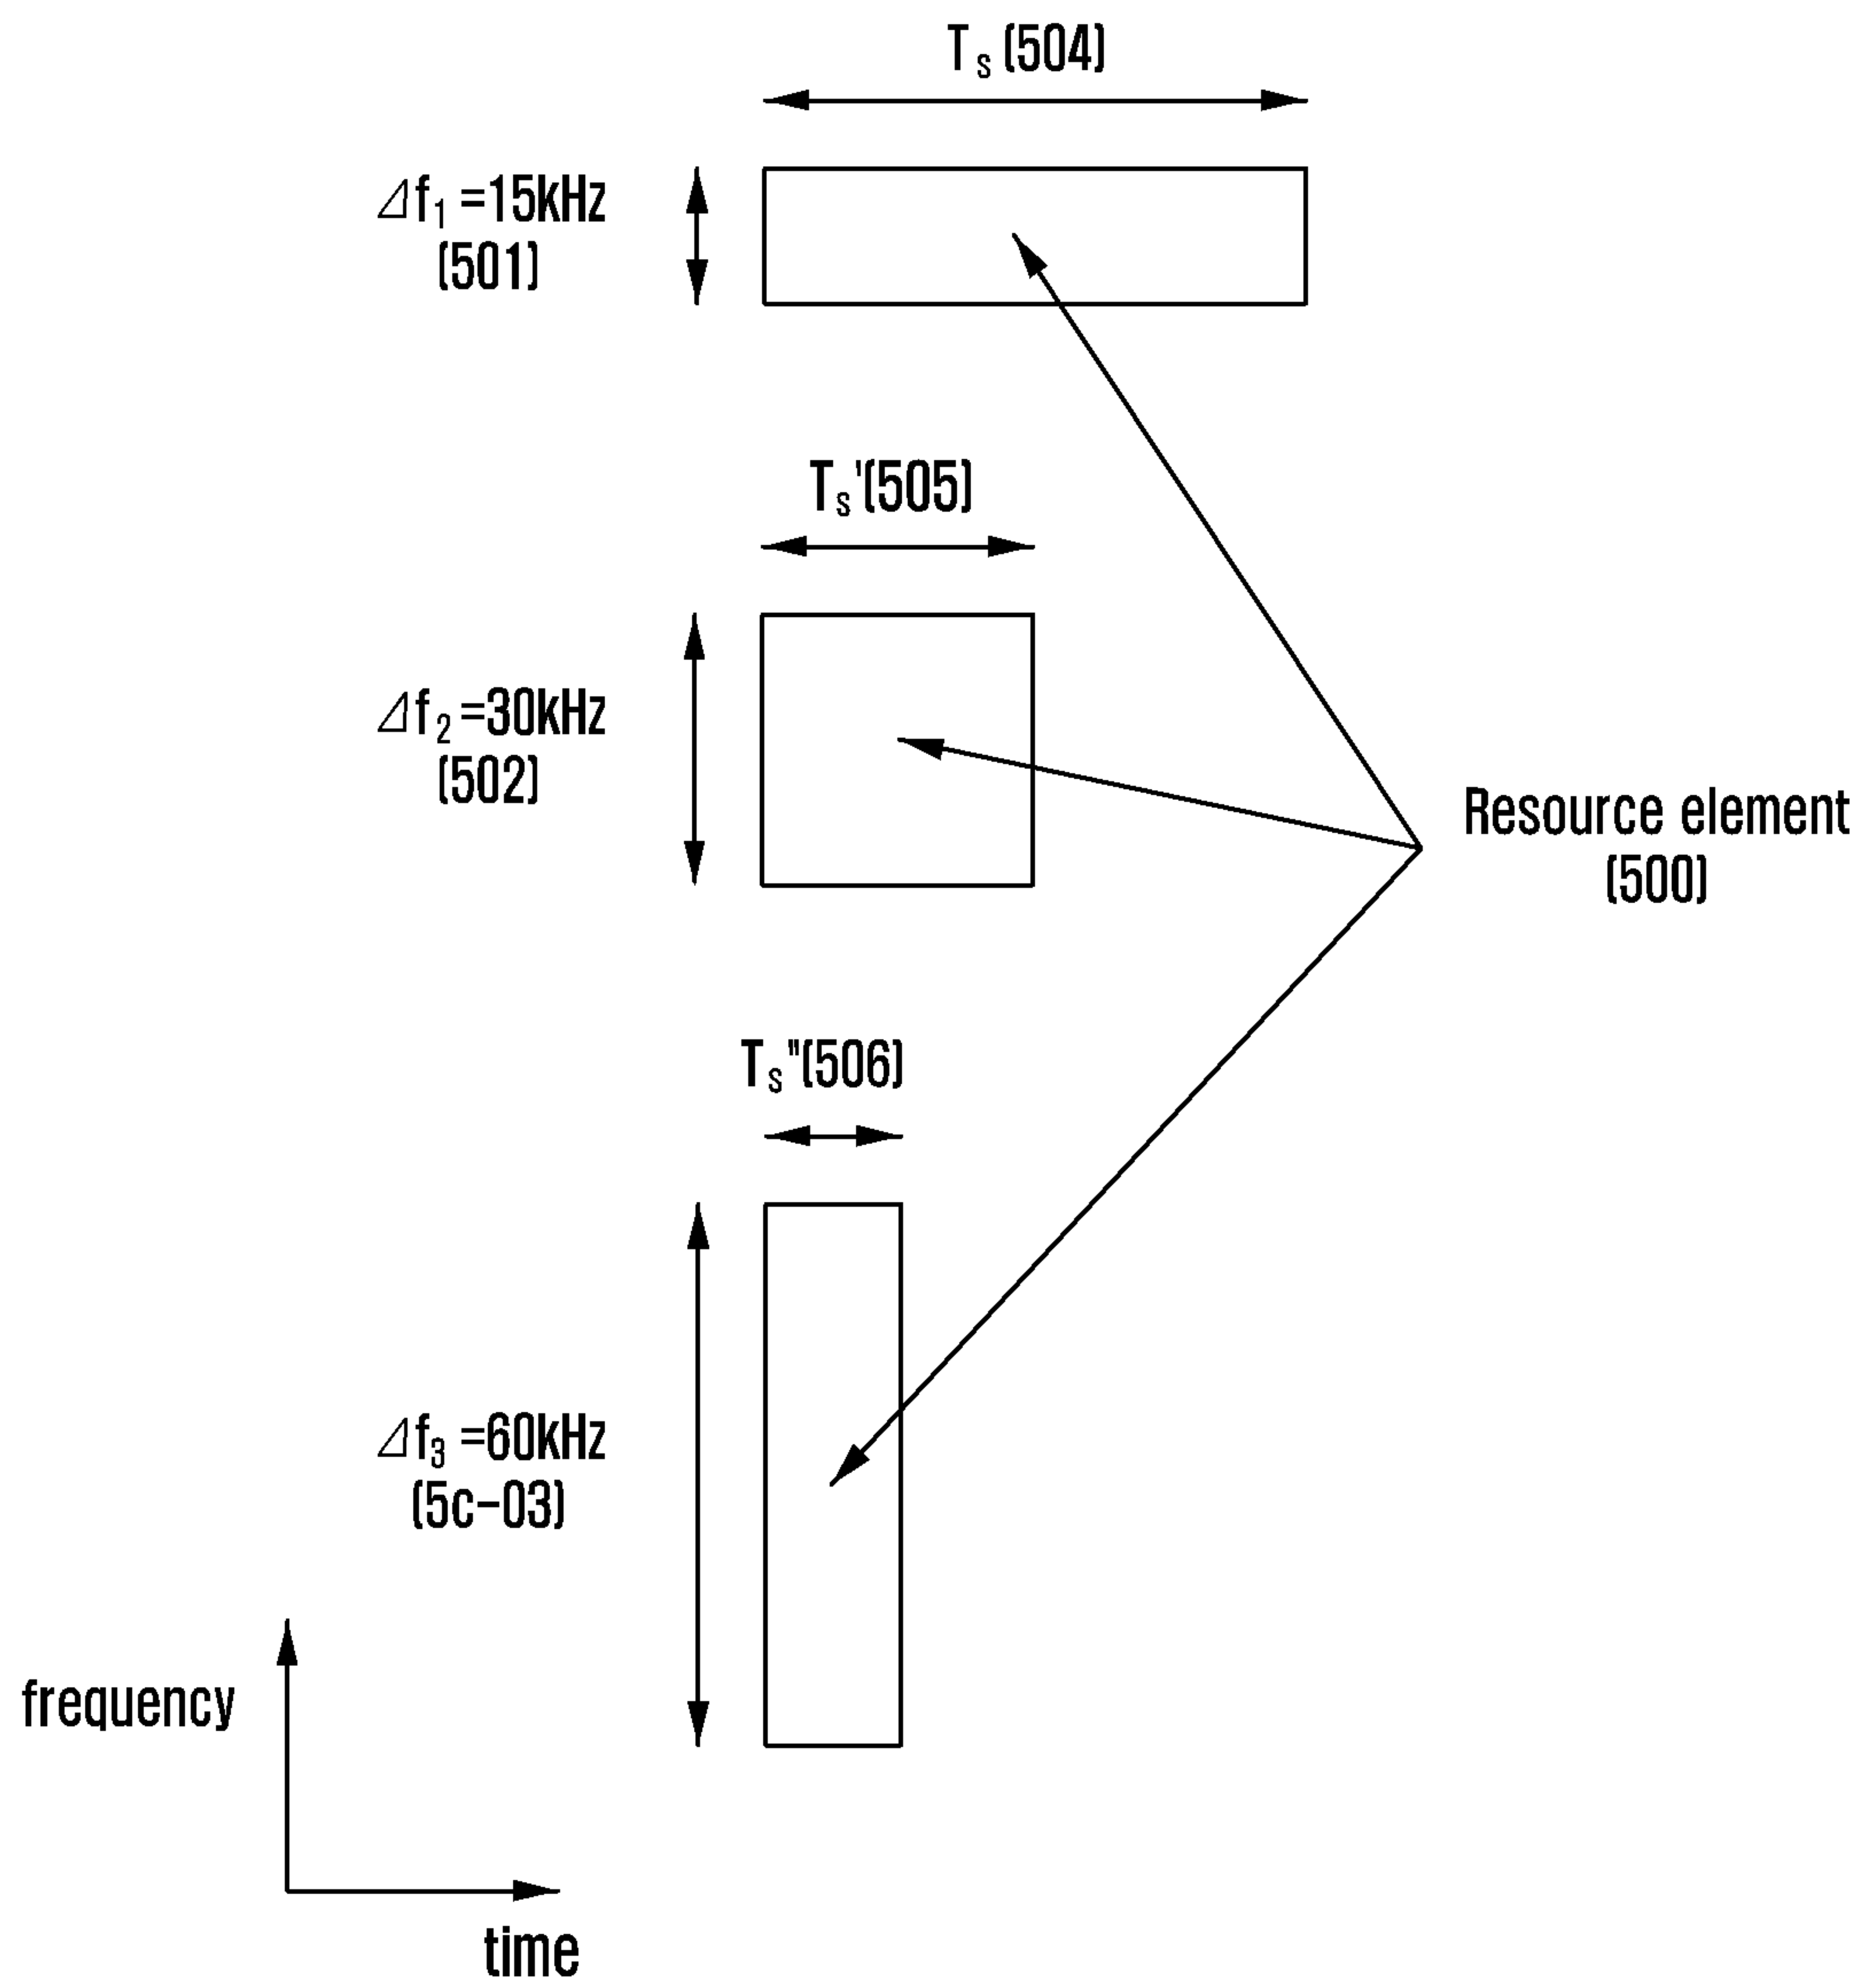 Ts (504)
⊿f1 =15kHz
(501)
Ts'(505)
⊿f2 =30kHz
(502)
Resource element
(500)
Ts"(506)
⊿f3 =60kHz
(5c-03)
frequency
time